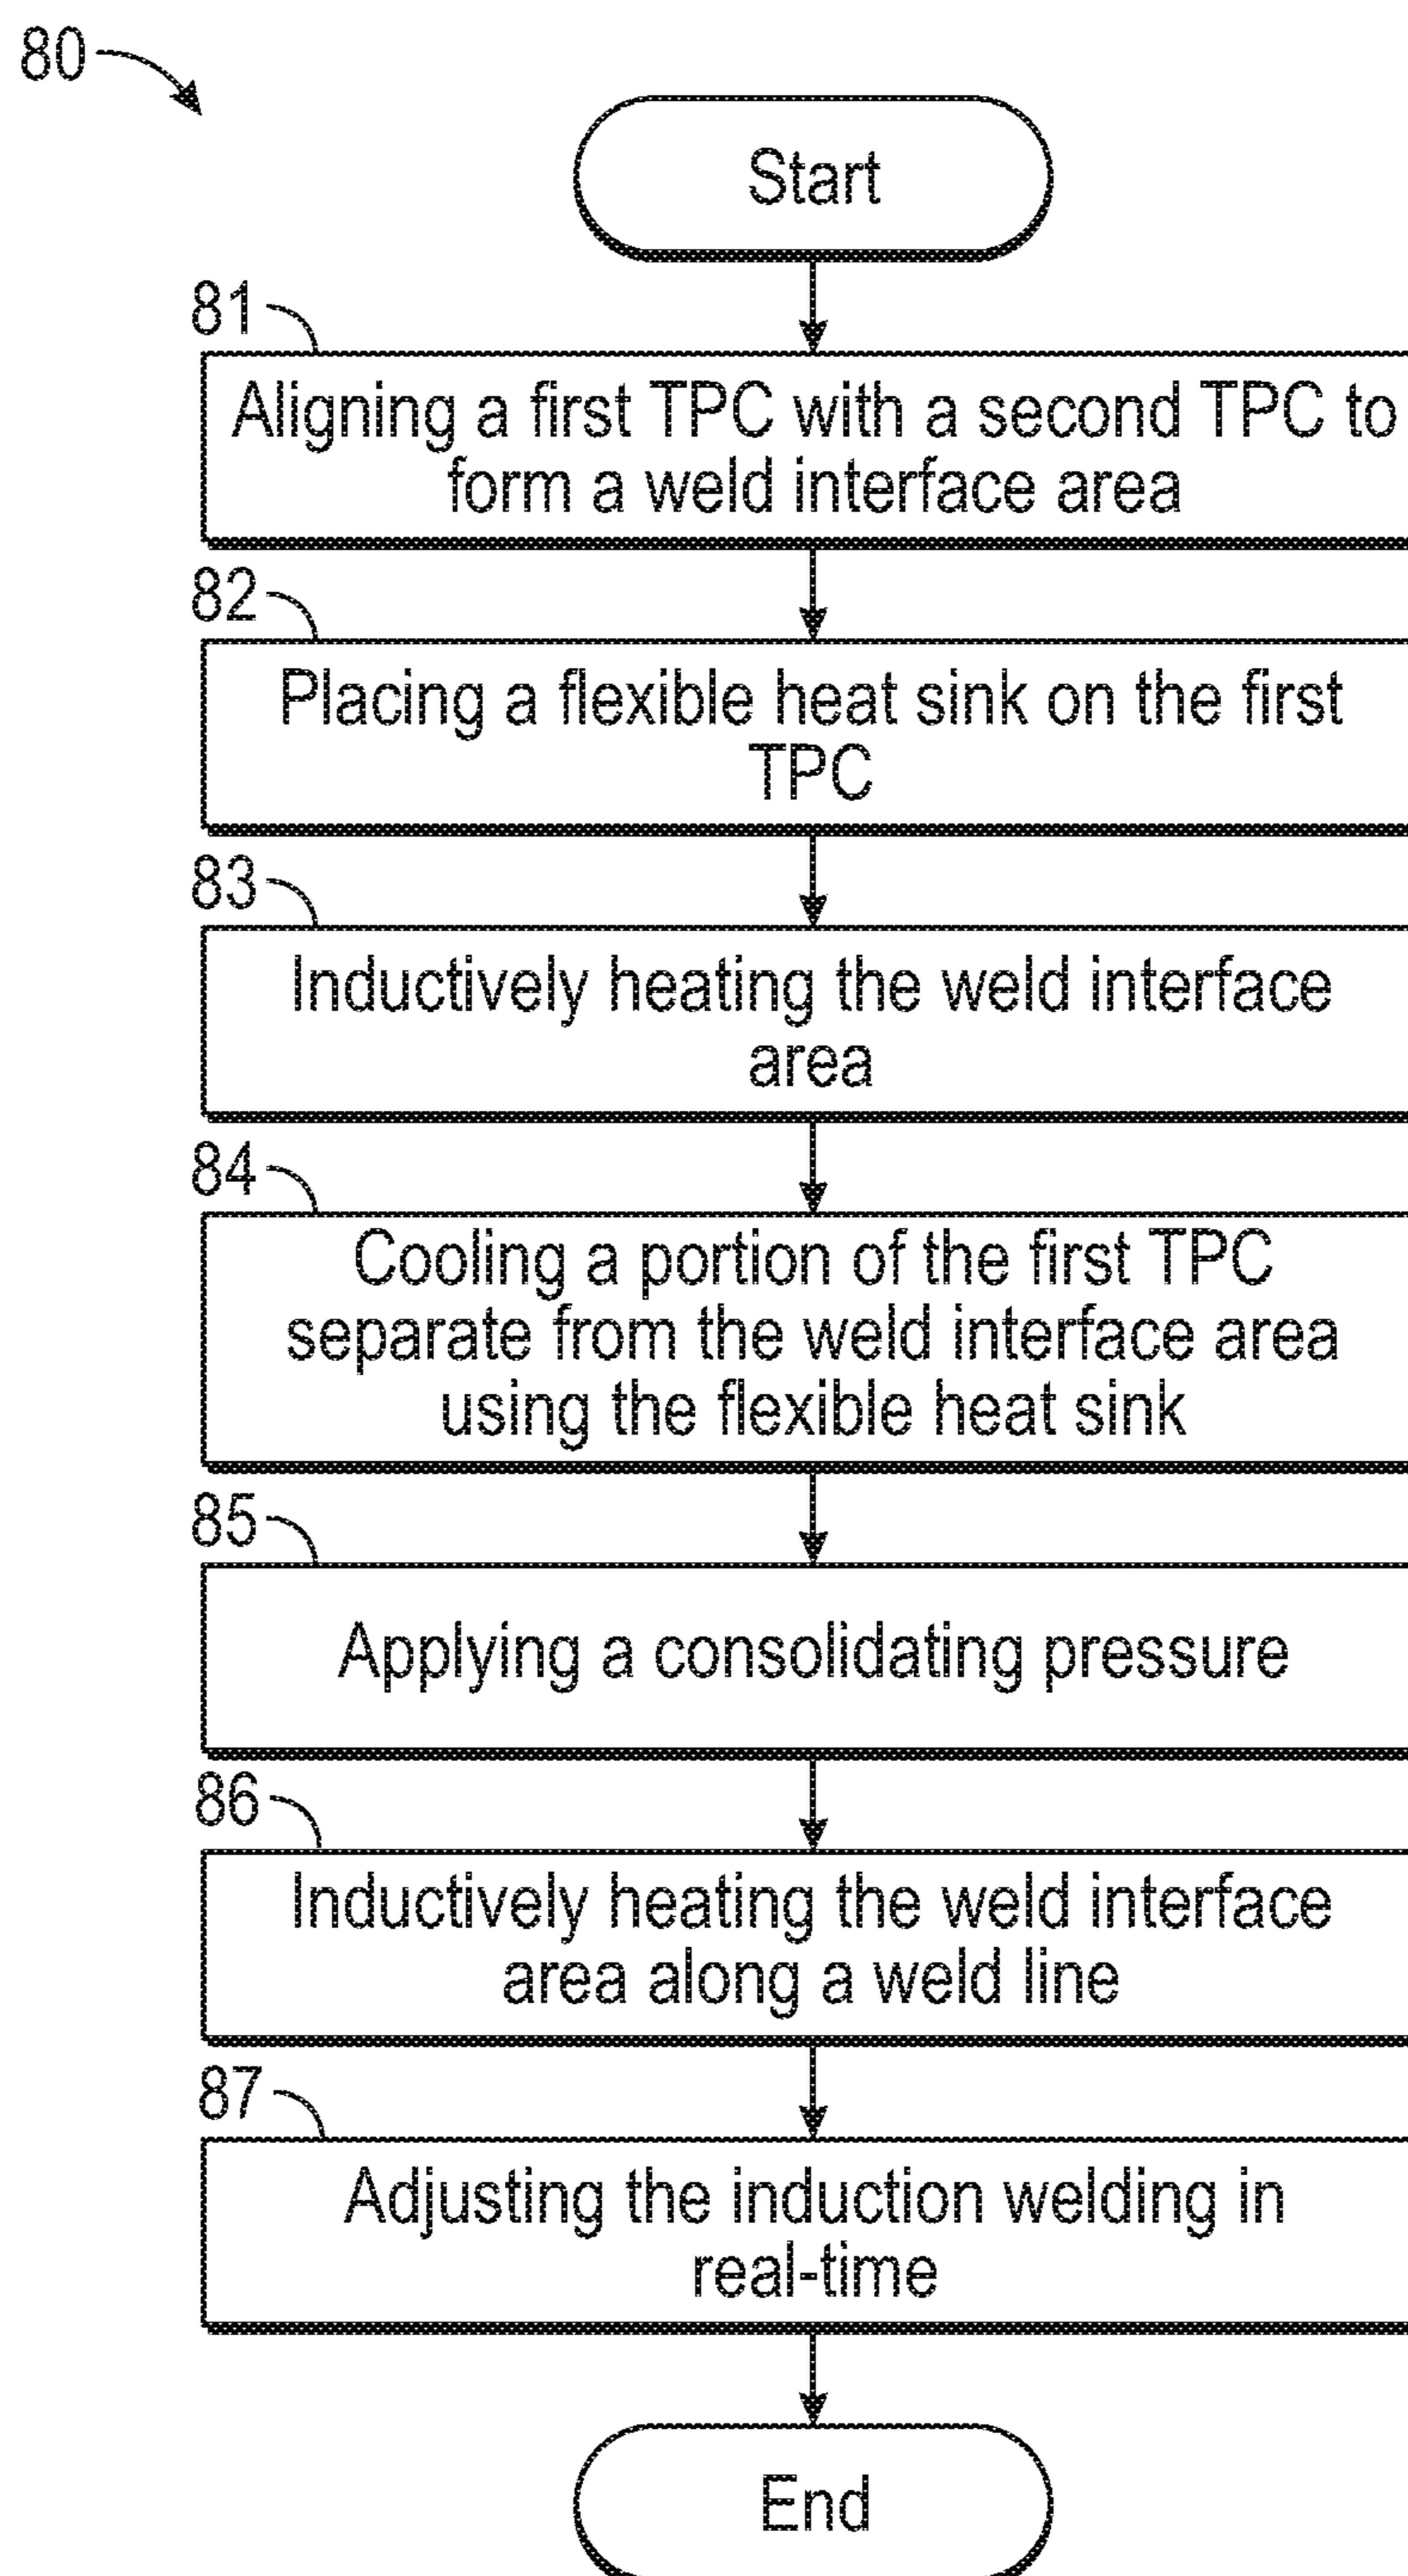 80
Start
81
Aligning a first TPC with a second TPC to
form a weld interface area
82
Placing a flexible heat sink on the first
TPC
83
Inductively heating the weld interface
area
84
Cooling a portion of the first TPC
separate from the weld interface area
using the flexible heat sink
85
Applying a consolidating pressure
86
Inductively heating the weld interface
area along a weld line
87
Adjusting the induction welding in
real-time
End